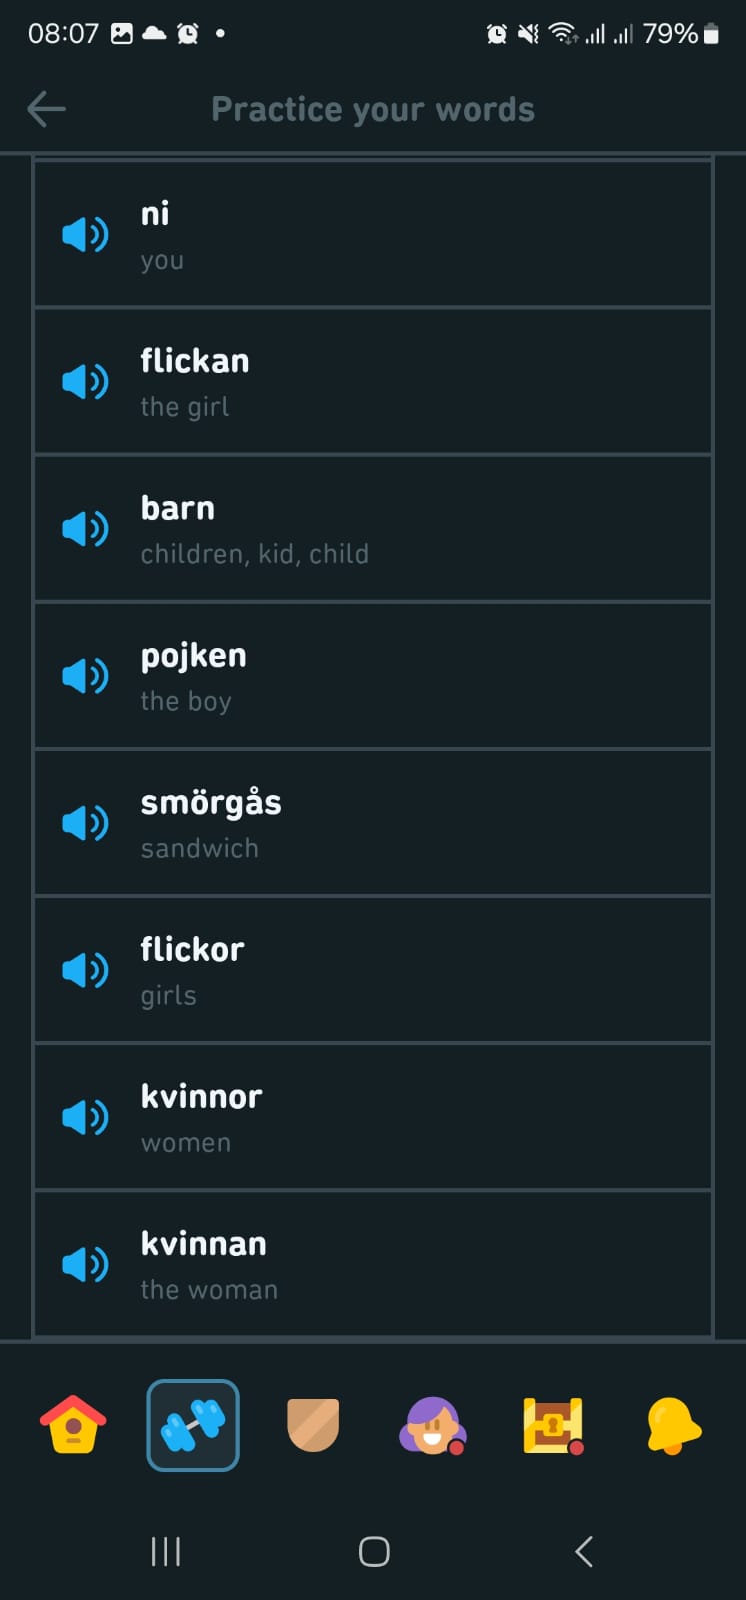 08:07
79%
Practice your words
ni
you
flickan
the girl
barn
children, kid, child
pojken
the boy
smörgås
sandwich
flickor
girls
kvinnor
women
kvinnan
the woman